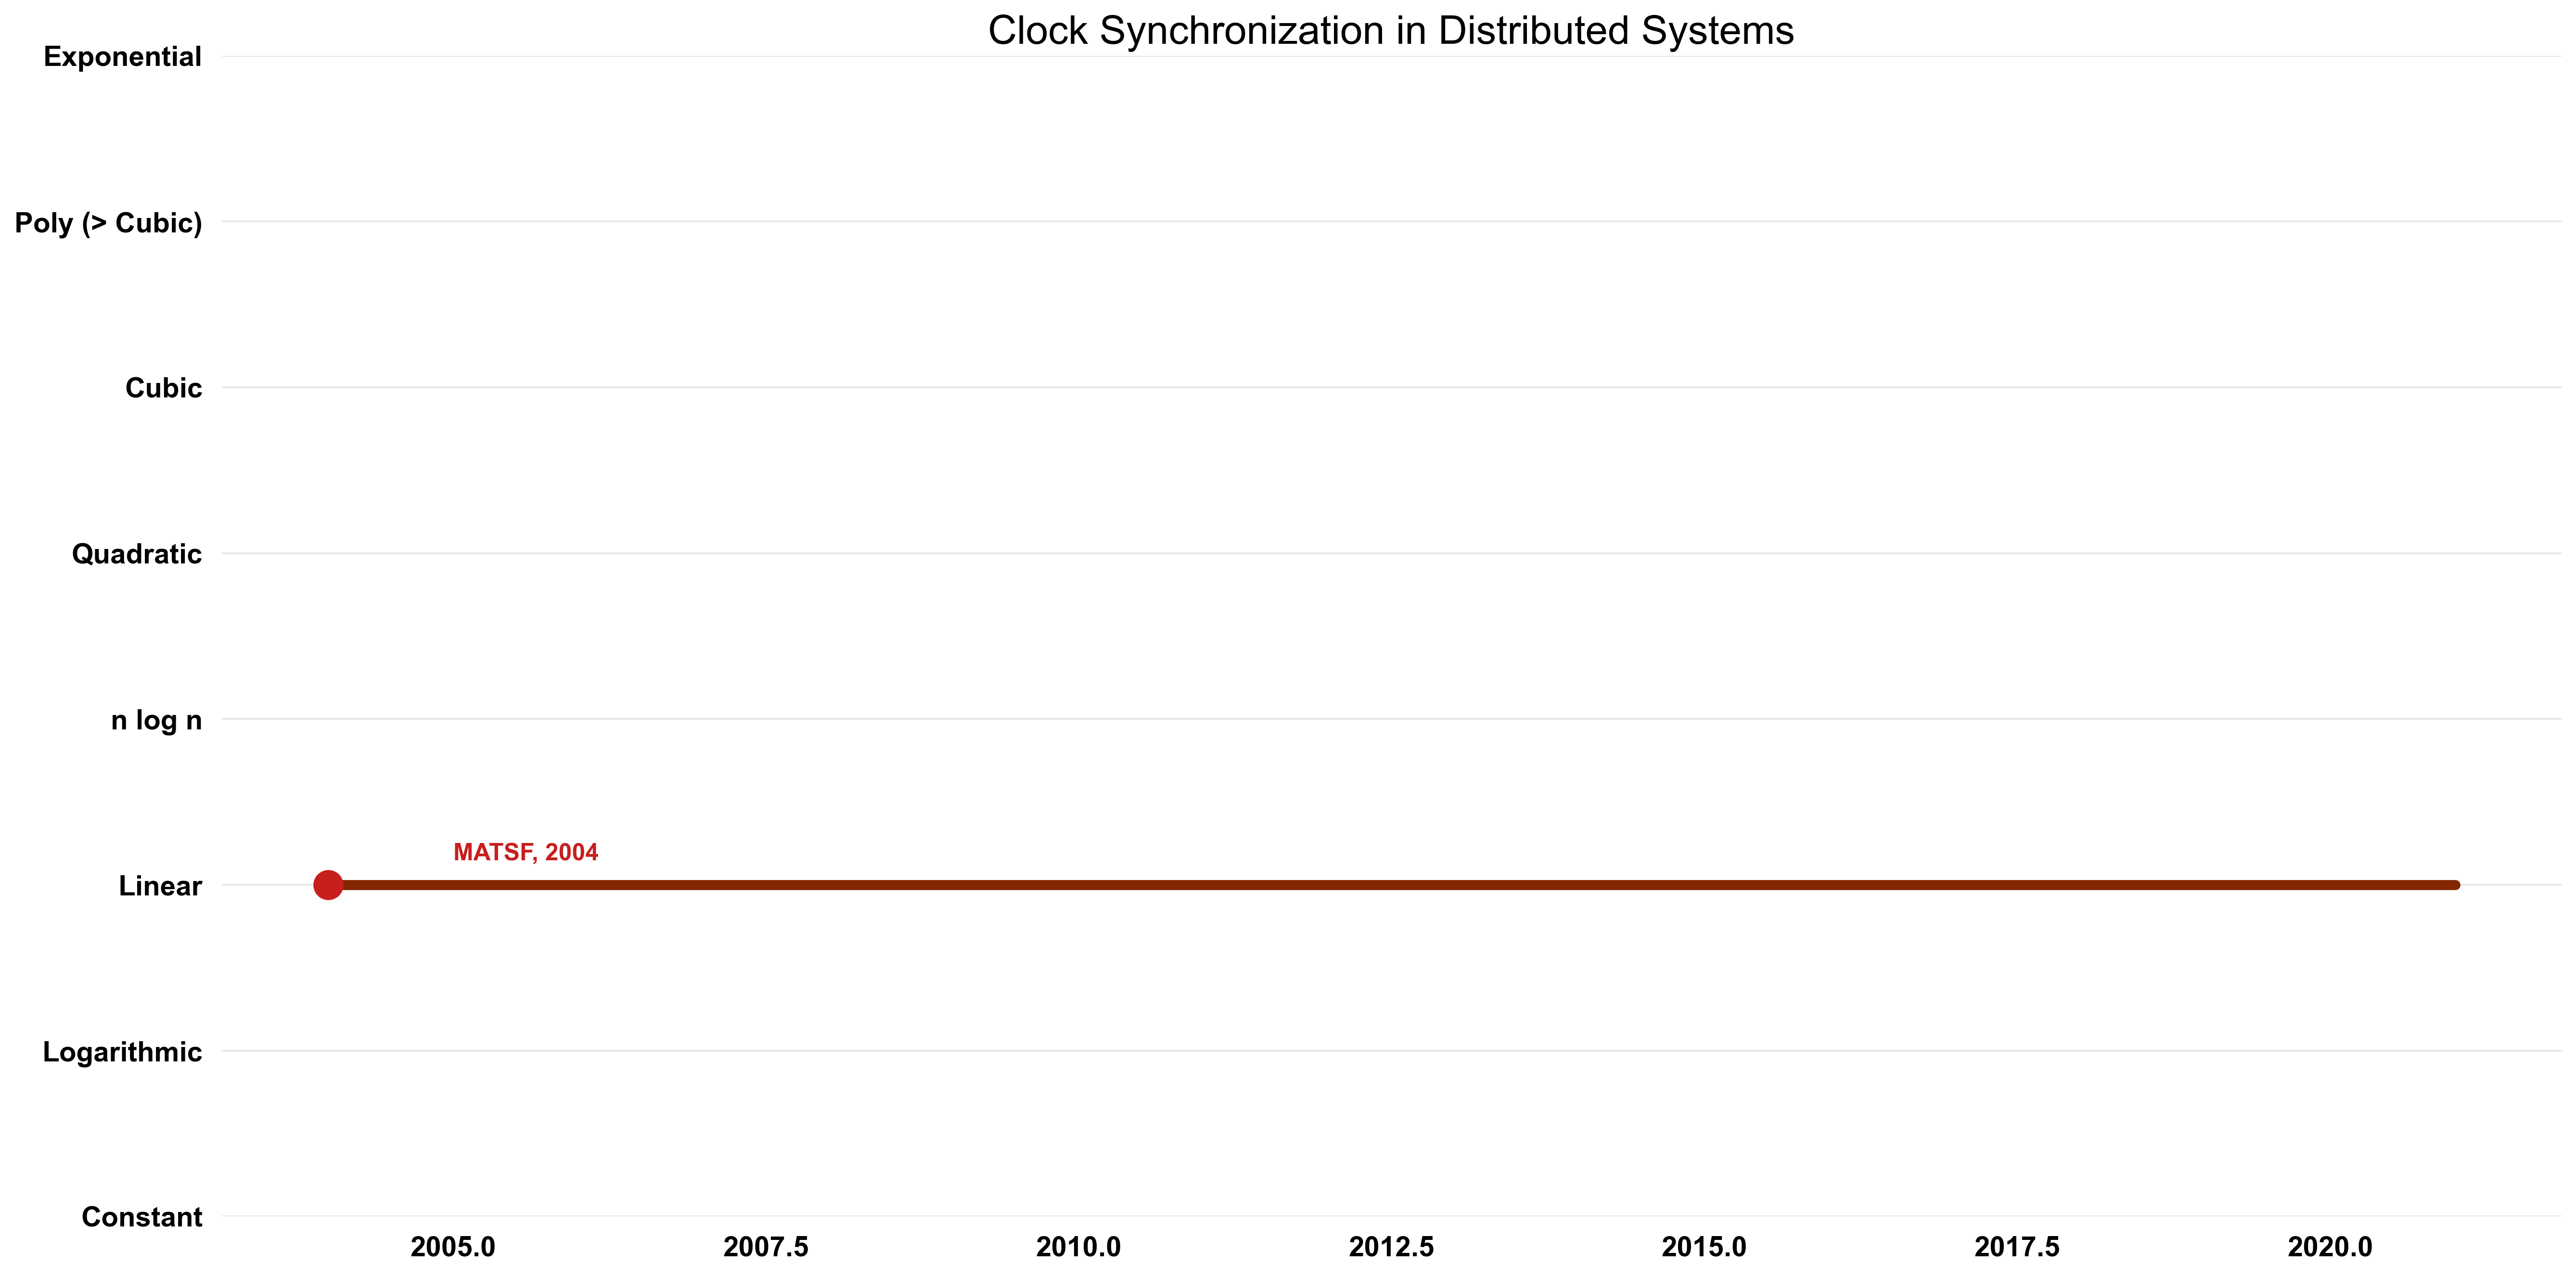 Clock Synchronization in Distributed Systems
Exponential
Poly (> Cubic)
Cubic
Quadratic
n log n
MATSF, 2004
Linear
Logarithmic
Constant
2005.0 2007.5 2010.0 2012.5 2015.0 2017.5 2020.0